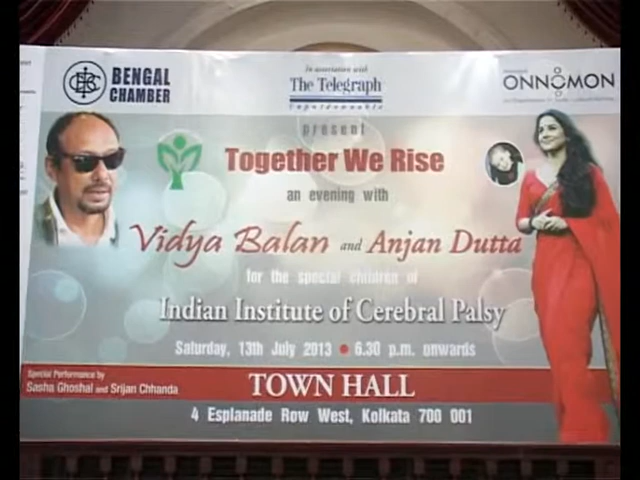 BENGAL
CHAMBER
In association with
The Telegraph
ONNOMON
present
Together We Rise
an evening with
Vidya Balan and Anjan Dutta
for the special children of
Indian Institute of Cerebral Palsy
Saturday, 13th July 2013 • 6.30 p.m. onwards
Special Performance by
Sasha Ghoshal and Srijan Chhanda
TOWN HALL
4 Esplanade Row West, Kolkata 700 001